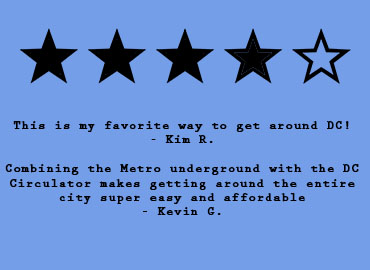 This is my favorite way to get around DC!
- Kim R.
Combining the Metro underground with the DC
Circulator makes getting around the entire
city super easy and affordable
- Kevin G.